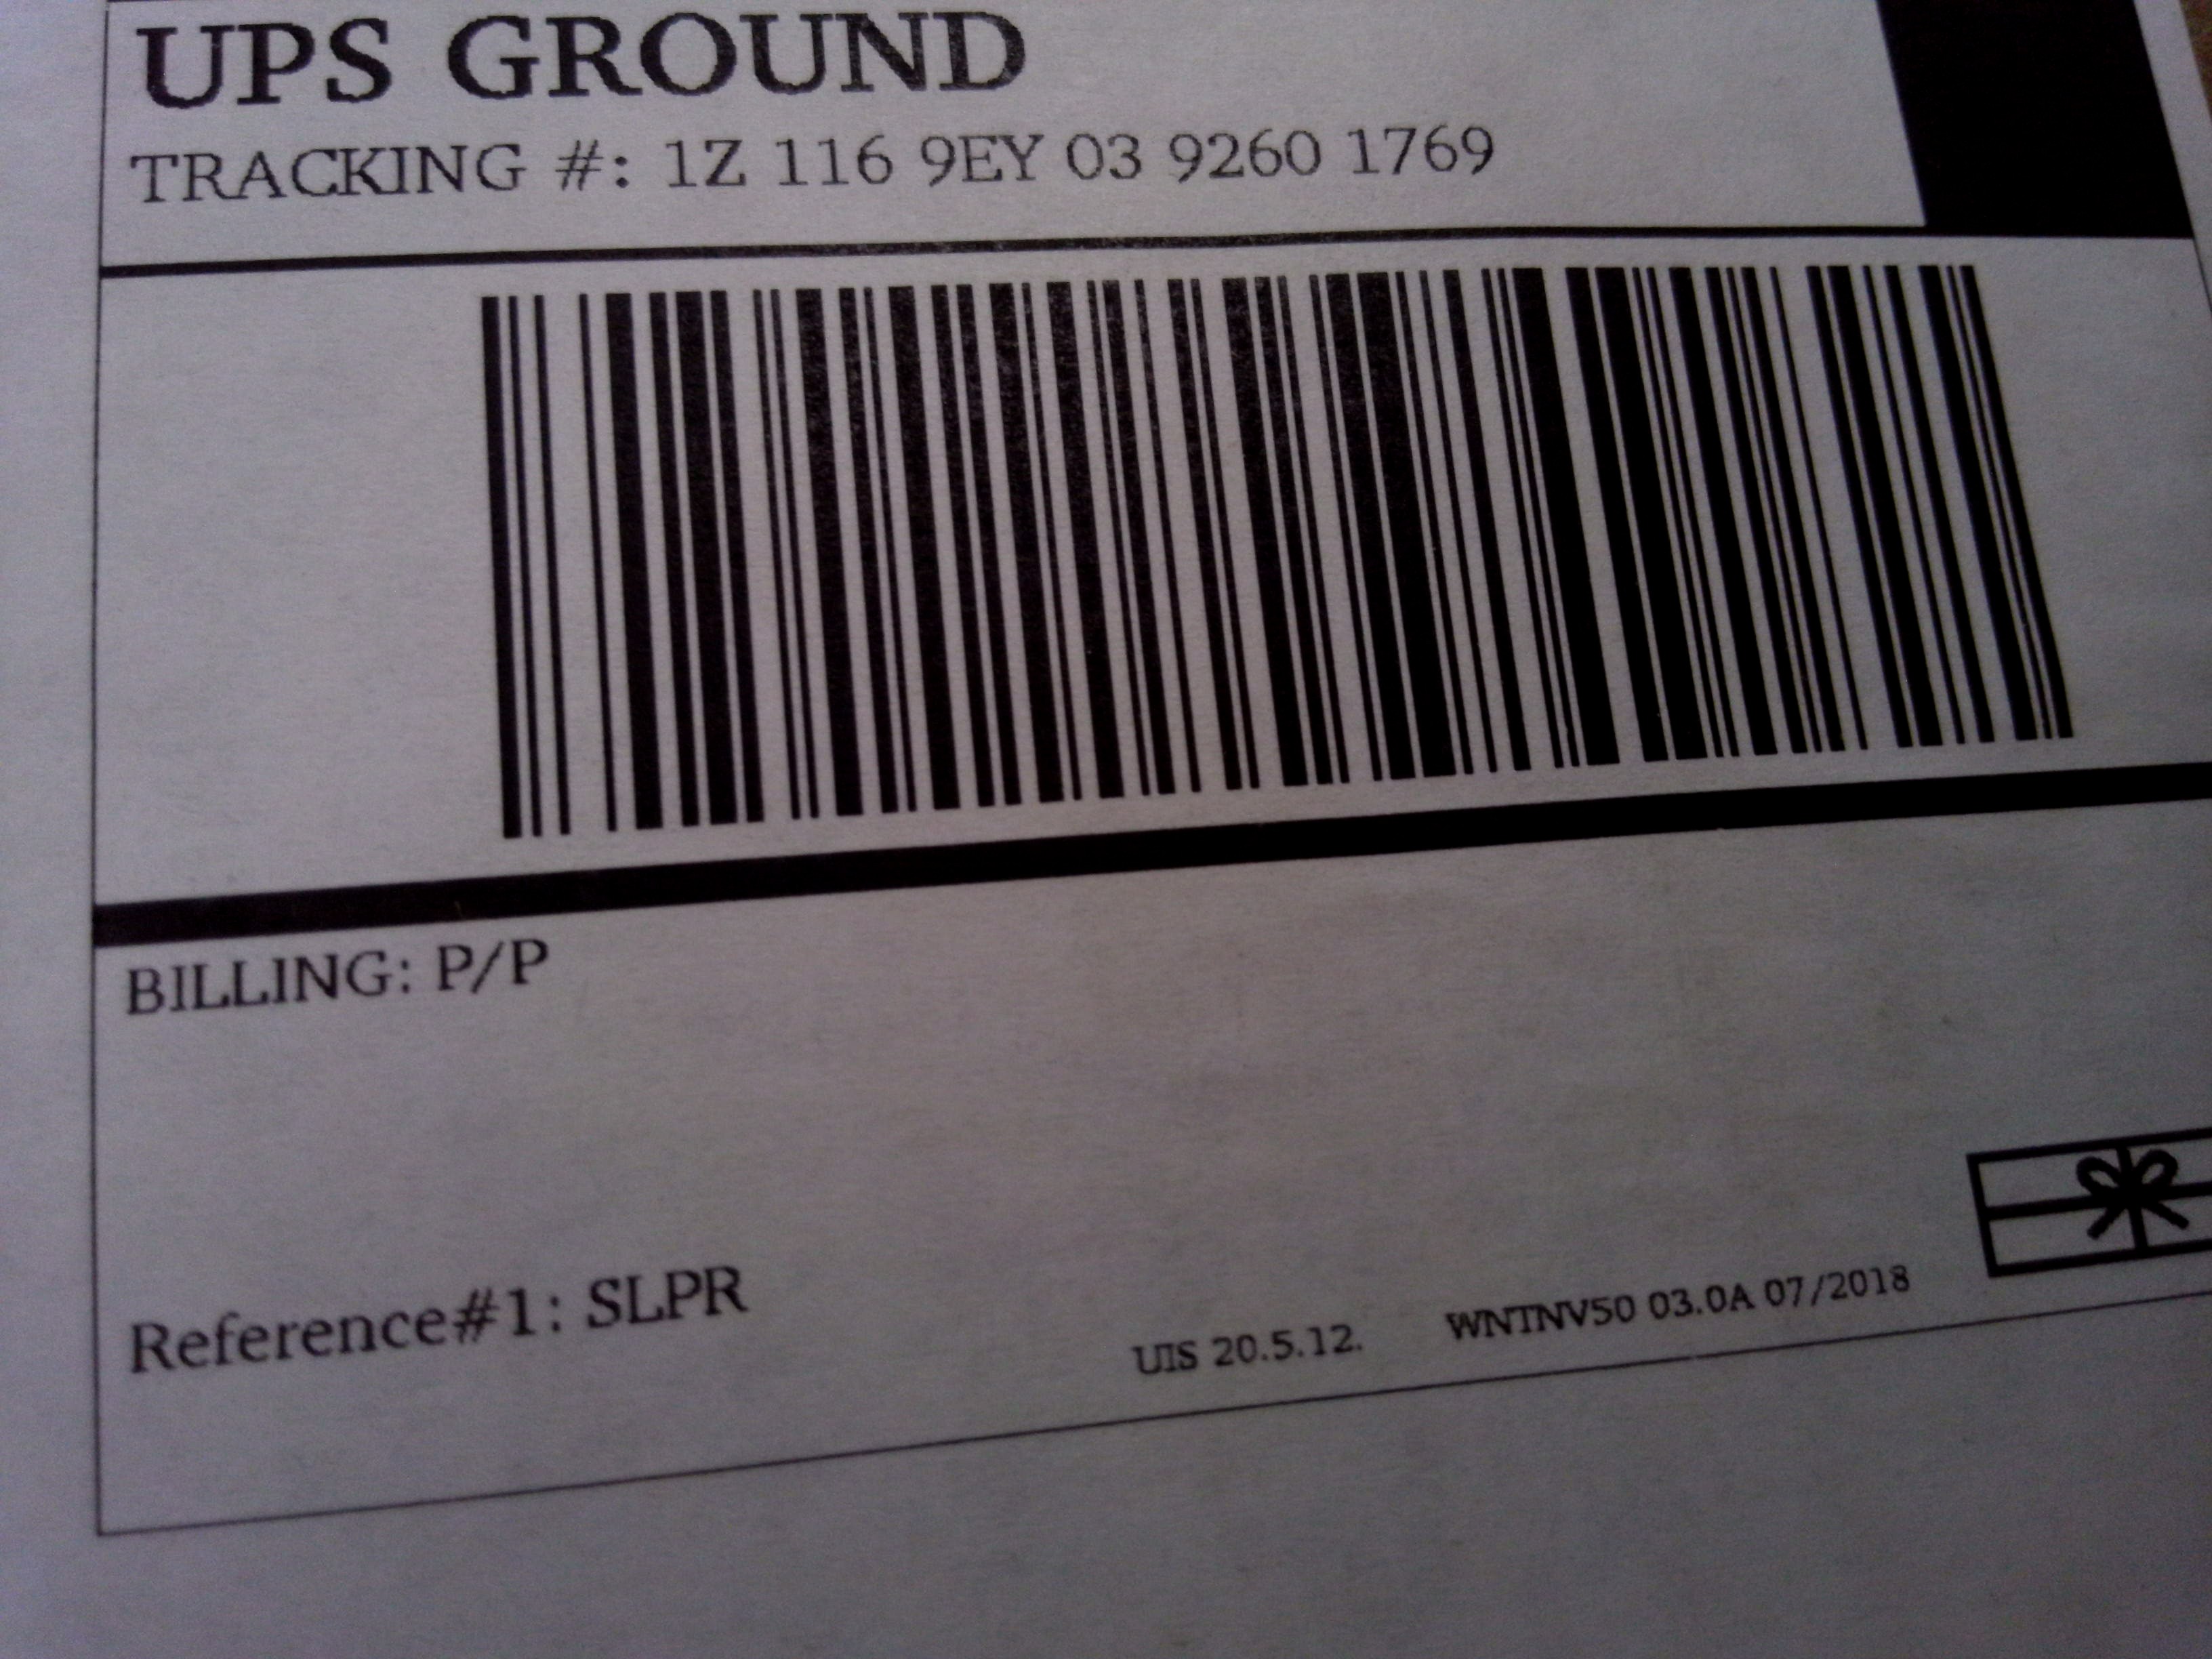 UPS GROUND
TRACKING #: 1Z 116 9EY 03 9260 1769
BILLING: P/P
Reference#1: SLPR
UIS 20.5.12. WNTNV50 03.0A 07/2018